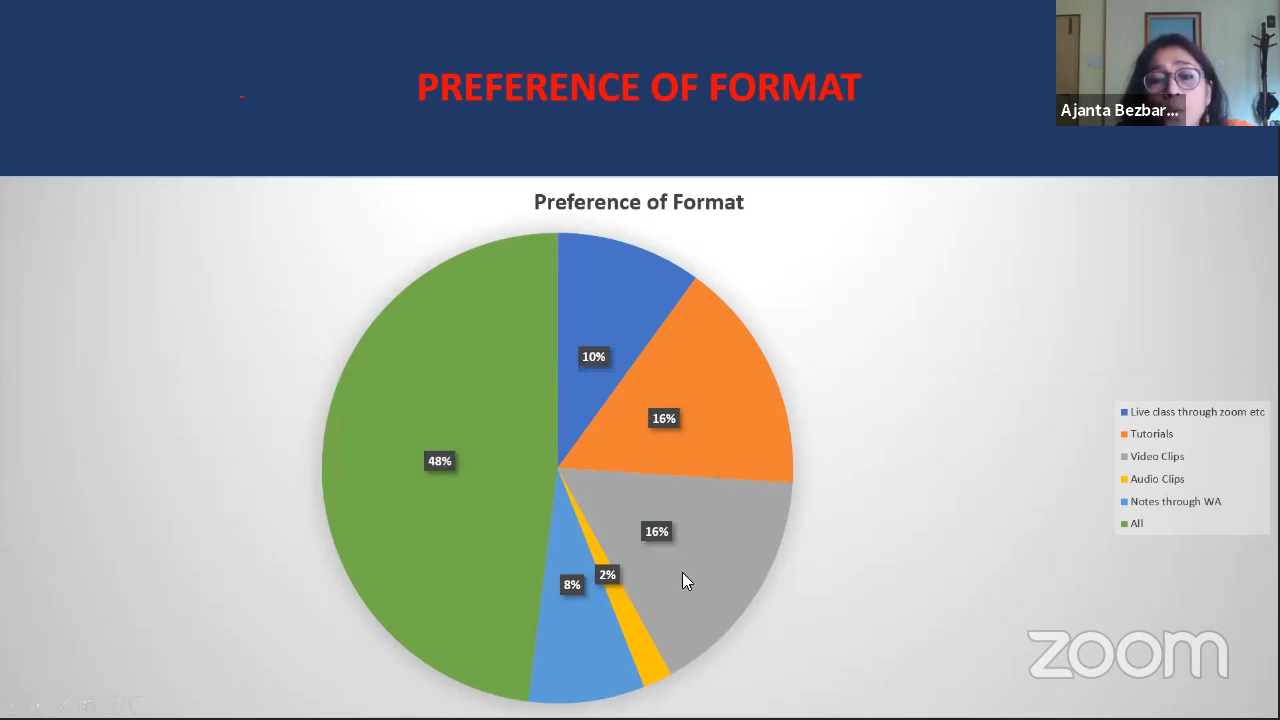 PREFERENCE OF FORMAT
Ajanta Bezbar...
Preference of Format
10%
16%
48%
16%
2%
8%
Live class through zoom etc
Tutorials
Video Clips
Audio Clips
Notes through WA
All
zoom